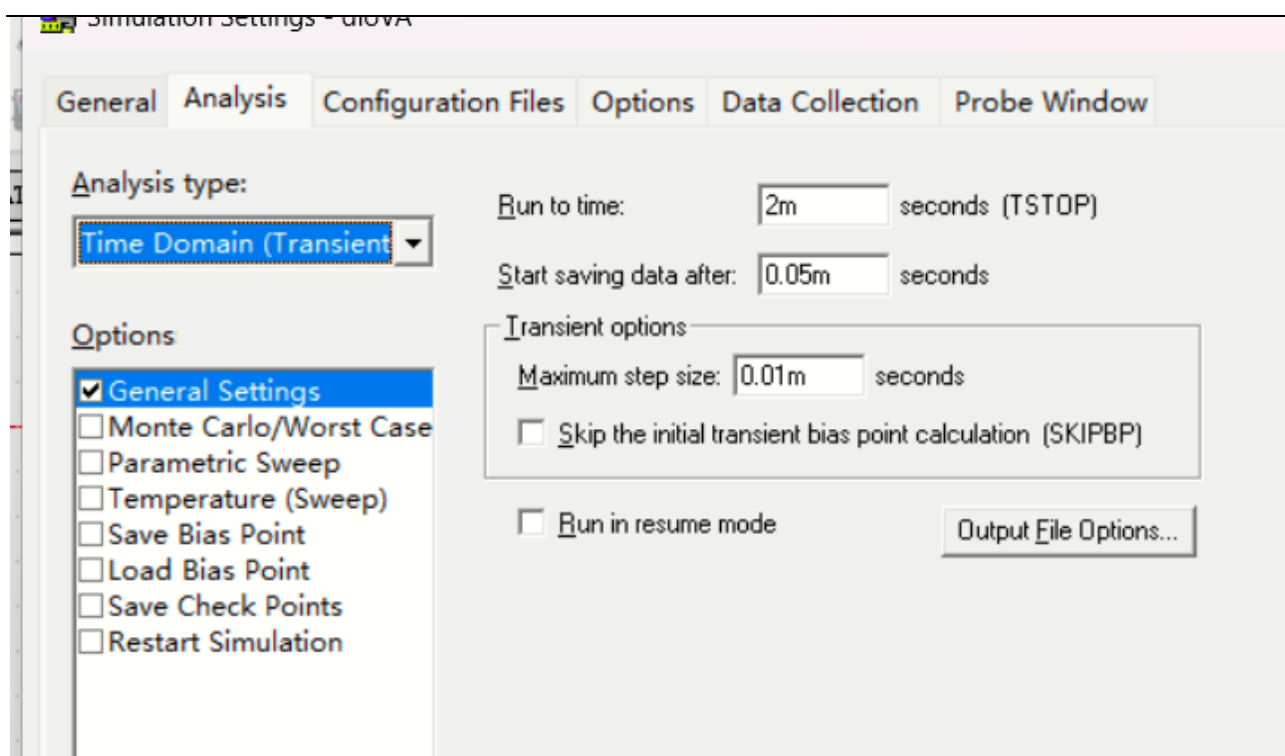 Simulation Settings - dioVA
General Analysis Configuration Files Options Data Collection Probe Window
Analysis type:
Time Domain (Transient
Run to time: 2m seconds (TSTOP)
Start saving data after: 0.05m seconds
Options
General Settings
Monte Carlo/Worst Case
Parametric Sweep
Temperature (Sweep)
Save Bias Point
Load Bias Point
Save Check Points
Restart Simulation
Transient options
Maximum step size: 0.01m seconds
Skip the initial transient bias point calculation (SKIPBP)
Run in resume mode
Output File Options...